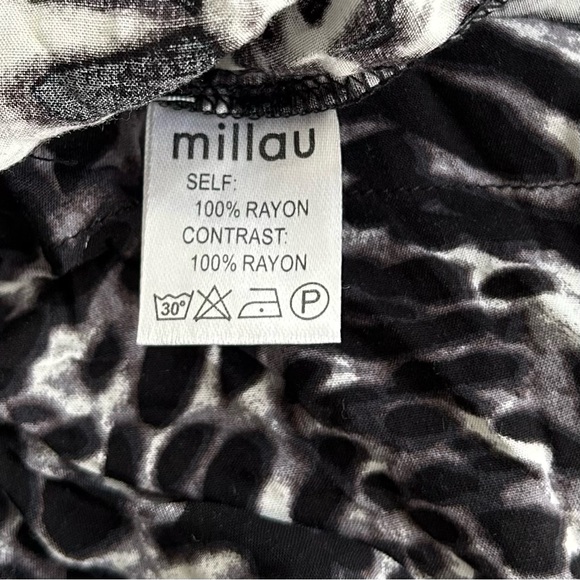 millau
SELF:
100% RAYON
CONTRAST:
100% RAYON
30° P